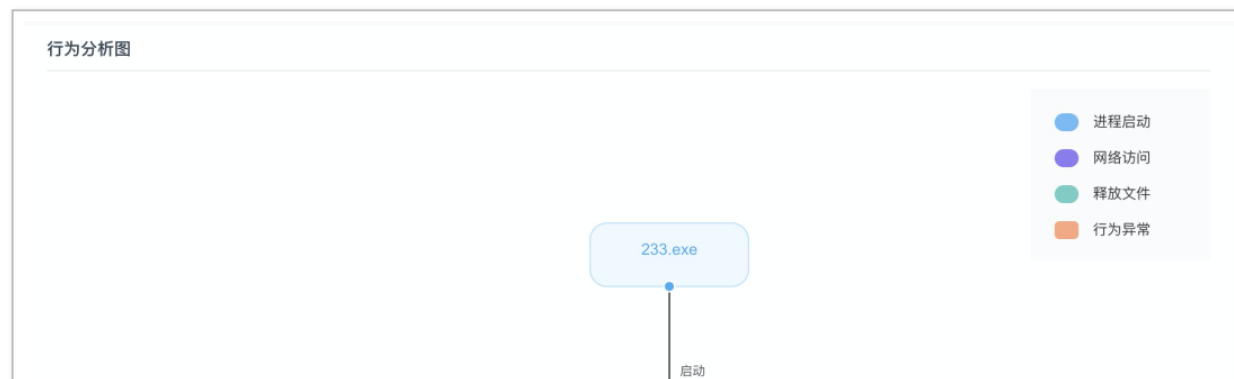 行为分析图
进程启动
网络访问
释放文件
行为异常
233.exe
启动